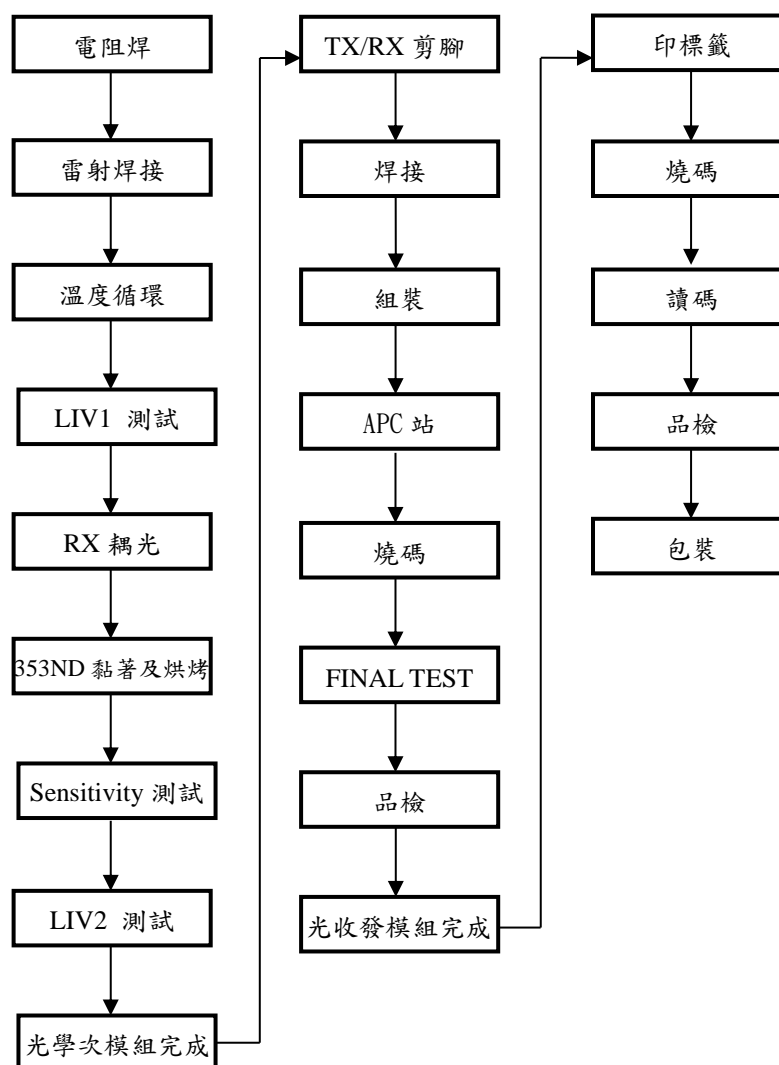 電阻焊
雷射焊接
溫度循環
LIV1 測試
RX 耦光
353ND 黏著及烘烤
Sensitivity 測試
LIV2 測試
光學次模組完成
TX/RX 剪腳
焊接
組裝
APC 站
燒碼
FINAL TEST
品檢
光收發模組完成
印標籤
燒碼
讀碼
品檢
包裝